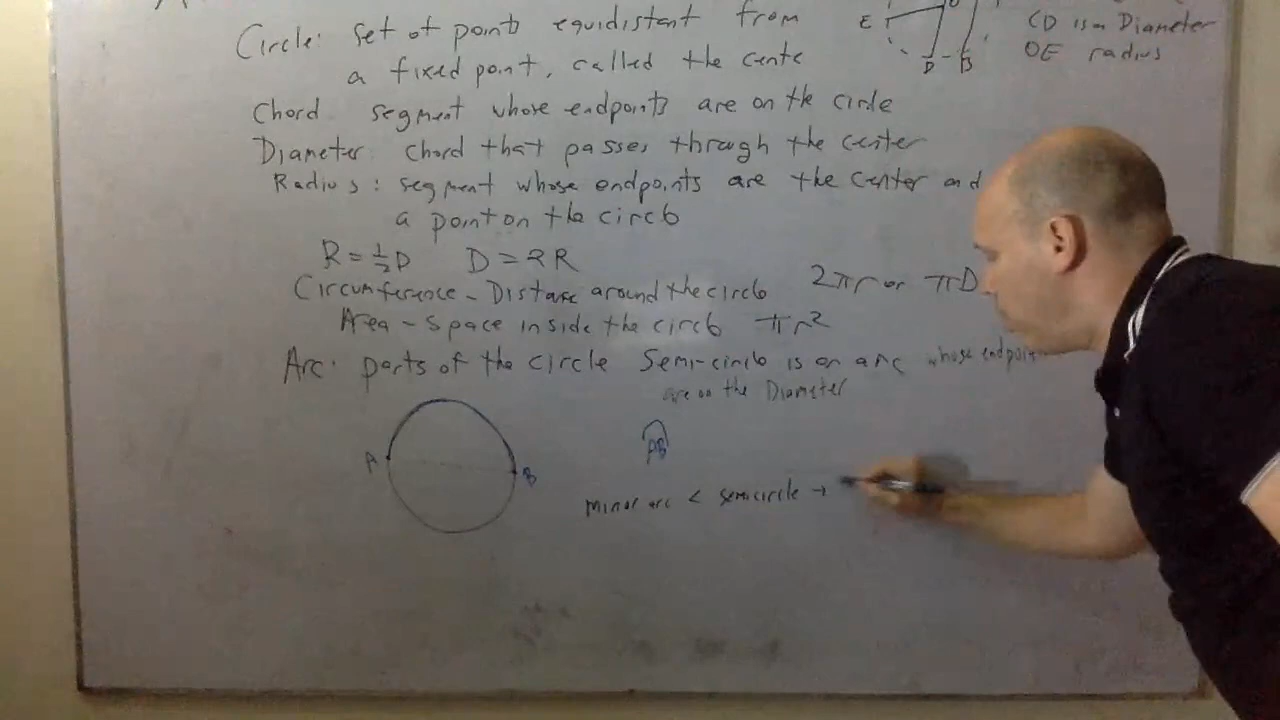 Circle: set of points equidistant from
a fixed point, called the cente
E
D
B
CD is a Diameter
OE radius
Chord segment whose endpoints are on the circle
Diameter: chord that passes through the center
Radius: segment whose endpoints are the center and
a point on the circle
R = ½D D = 2R
Circumference - Distance around the circle 2πr or πD
Area - Space inside the circle πr²
Arc: parts of the circle Semi-circle is an arc whose endpoi
are on the Diameter
A
B
AB
Minor arc < semicircle →